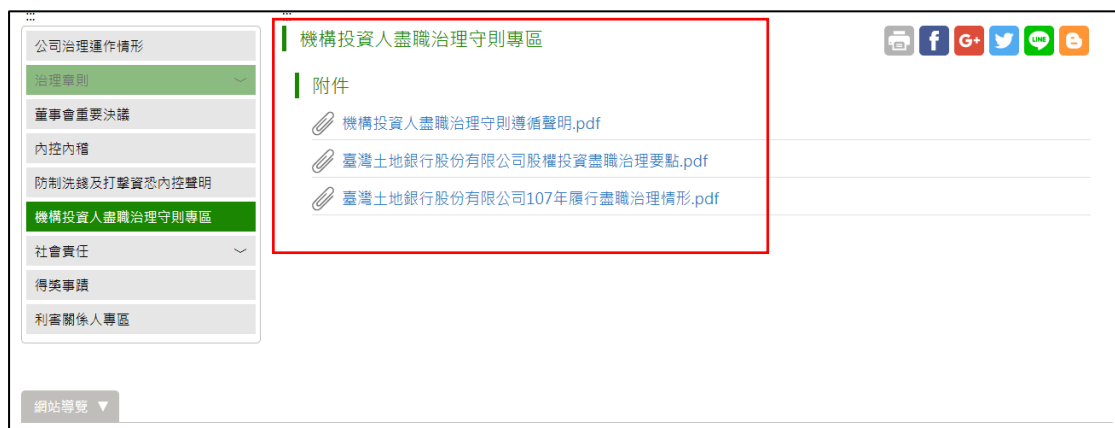 公司治理運作情形
治理章則
董事會重要決議
內控內稽
防制洗錢及打擊資恐內控聲明
機構投資人盡職治理守則專區
社會責任
得獎事蹟
利害關係人專區
機構投資人盡職治理守則專區
附件
機構投資人盡職治理守則遵循聲明.pdf
臺灣土地銀行股份有限公司股權投資盡職治理要點.pdf
臺灣土地銀行股份有限公司107年履行盡職治理情形.pdf
f
G+
LINE
網站導覽 ▼